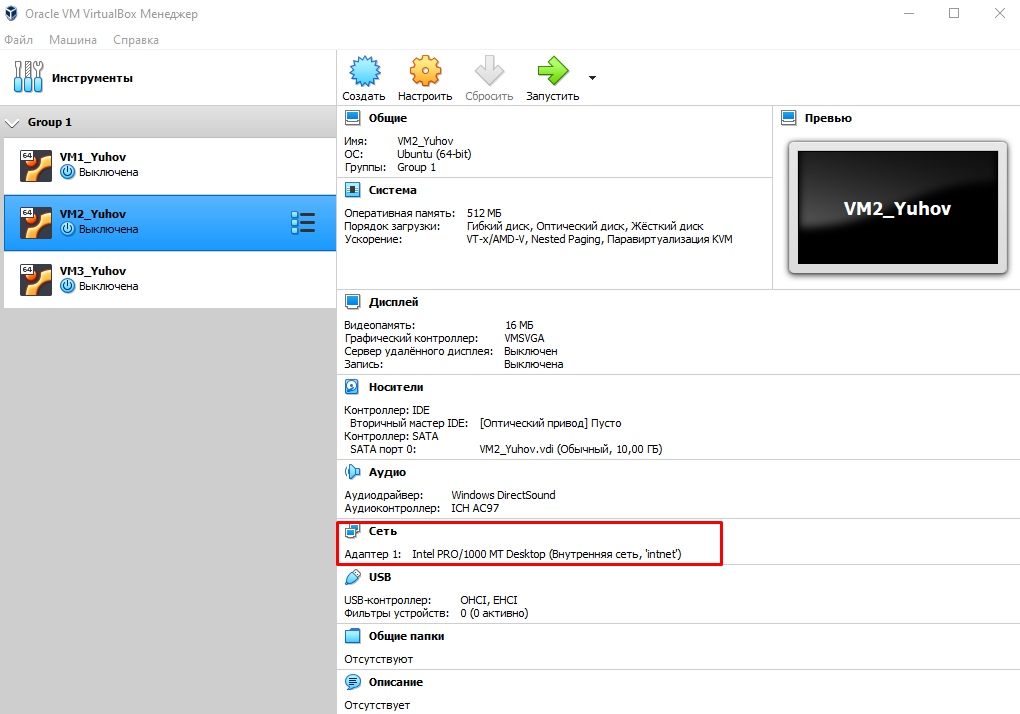 Oracle VM VirtualBox Менеджер
Файл Машина Справка
Инструменты
Создать Настроить Сбросить Запустить
Group 1
64 VM1_Yuhov
Выключена
64 VM2_Yuhov
Выключена
64 VM3_Yuhov
Выключена
Общие
Имя: VM2_Yuhov
ОС: Ubuntu (64-bit)
Группы: Group 1
Система
Оперативная память: 512 МБ
Порядок загрузки: Гибкий диск, Оптический диск, Жёсткий диск
Ускорение: VT-x/AMD-V, Nested Paging, Паравиртуализация KVM
Превью
VM2_Yuhov
Дисплей
Видеопамять: 16 МБ
Графический контроллер: VMSVGA
Сервер удалённого дисплея: Выключен
Запись: Выключена
Носители
Контроллер: IDE
Вторичный мастер IDE: [Оптический привод] Пусто
Контроллер: SATA
SATA порт 0: VM2_Yuhov.vdi (Обычный, 10,00 ГБ)
Аудио
Аудиодрайвер: Windows DirectSound
Аудиоконтроллер: ICH AC97
Сеть
Адаптер 1: Intel PRO/1000 MT Desktop (Внутренняя сеть, 'intnet')
USB
USB-контроллер: OHCI, EHCI
Фильтры устройств: 0 (0 активно)
Общие папки
Отсутствуют
Описание
Отсутствует